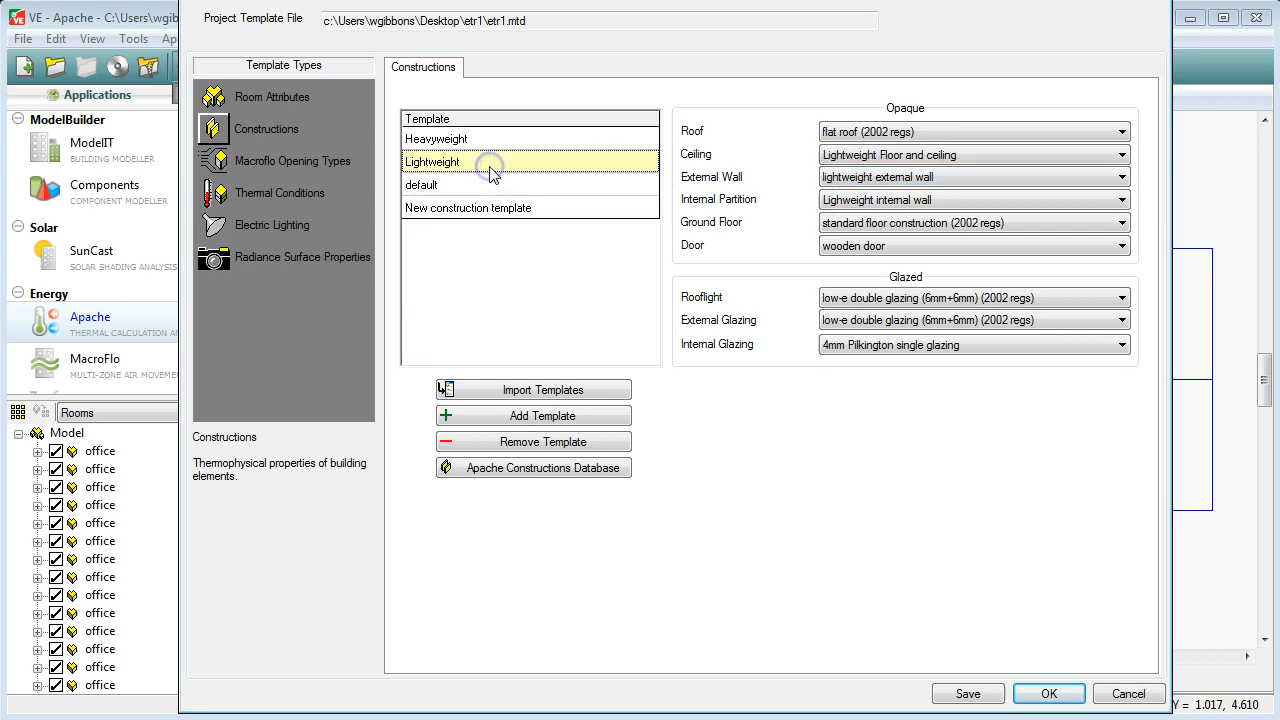 VE - Apache - C:\Users\wgib
File Edit View Tools Ap
Applications
ModelBuilder
ModelIT
BUILDING MODELLER
Components
COMPONENT MODELLER
Solar
SunCast
SOLAR SHADING ANALYSIS
Energy
Apache
THERMAL CALCULATION AN
MacroFlo
MULTI-ZONE AIR MOVEME
Rooms
Model
office
office
office
office
office
office
office
office
office
office
office
office
office
office
Project Template File c:\Users\wgibbons\Desktop\etr1\etr1.mtd
Template Types
Room Attributes
Constructions
Macroflo Opening Types
Thermal Conditions
Electric Lighting
Radiance Surface Properties
Constructions
Thermophysical properties of building
elements.
Constructions
Template
Heavyweight
Lightweight
default
New construction template
Import Templates
Add Template
Remove Template
Apache Constructions Database
Opaque
Roof flat roof (2002 regs)
Ceiling Lightweight Floor and ceiling
External Wall lightweight external wall
Internal Partition Lighweight internal wall
Ground Floor standard floor construction (2002 regs)
Door wooden door
Glazed
Rooflight low-e double glazing (6mm+6mm) (2002 regs)
External Glazing low-e double glazing (6mm+6mm) (2002 regs)
Internal Glazing 4mm Pilkington single glazing
Save OK Cancel
Y = 1.017, 4.610